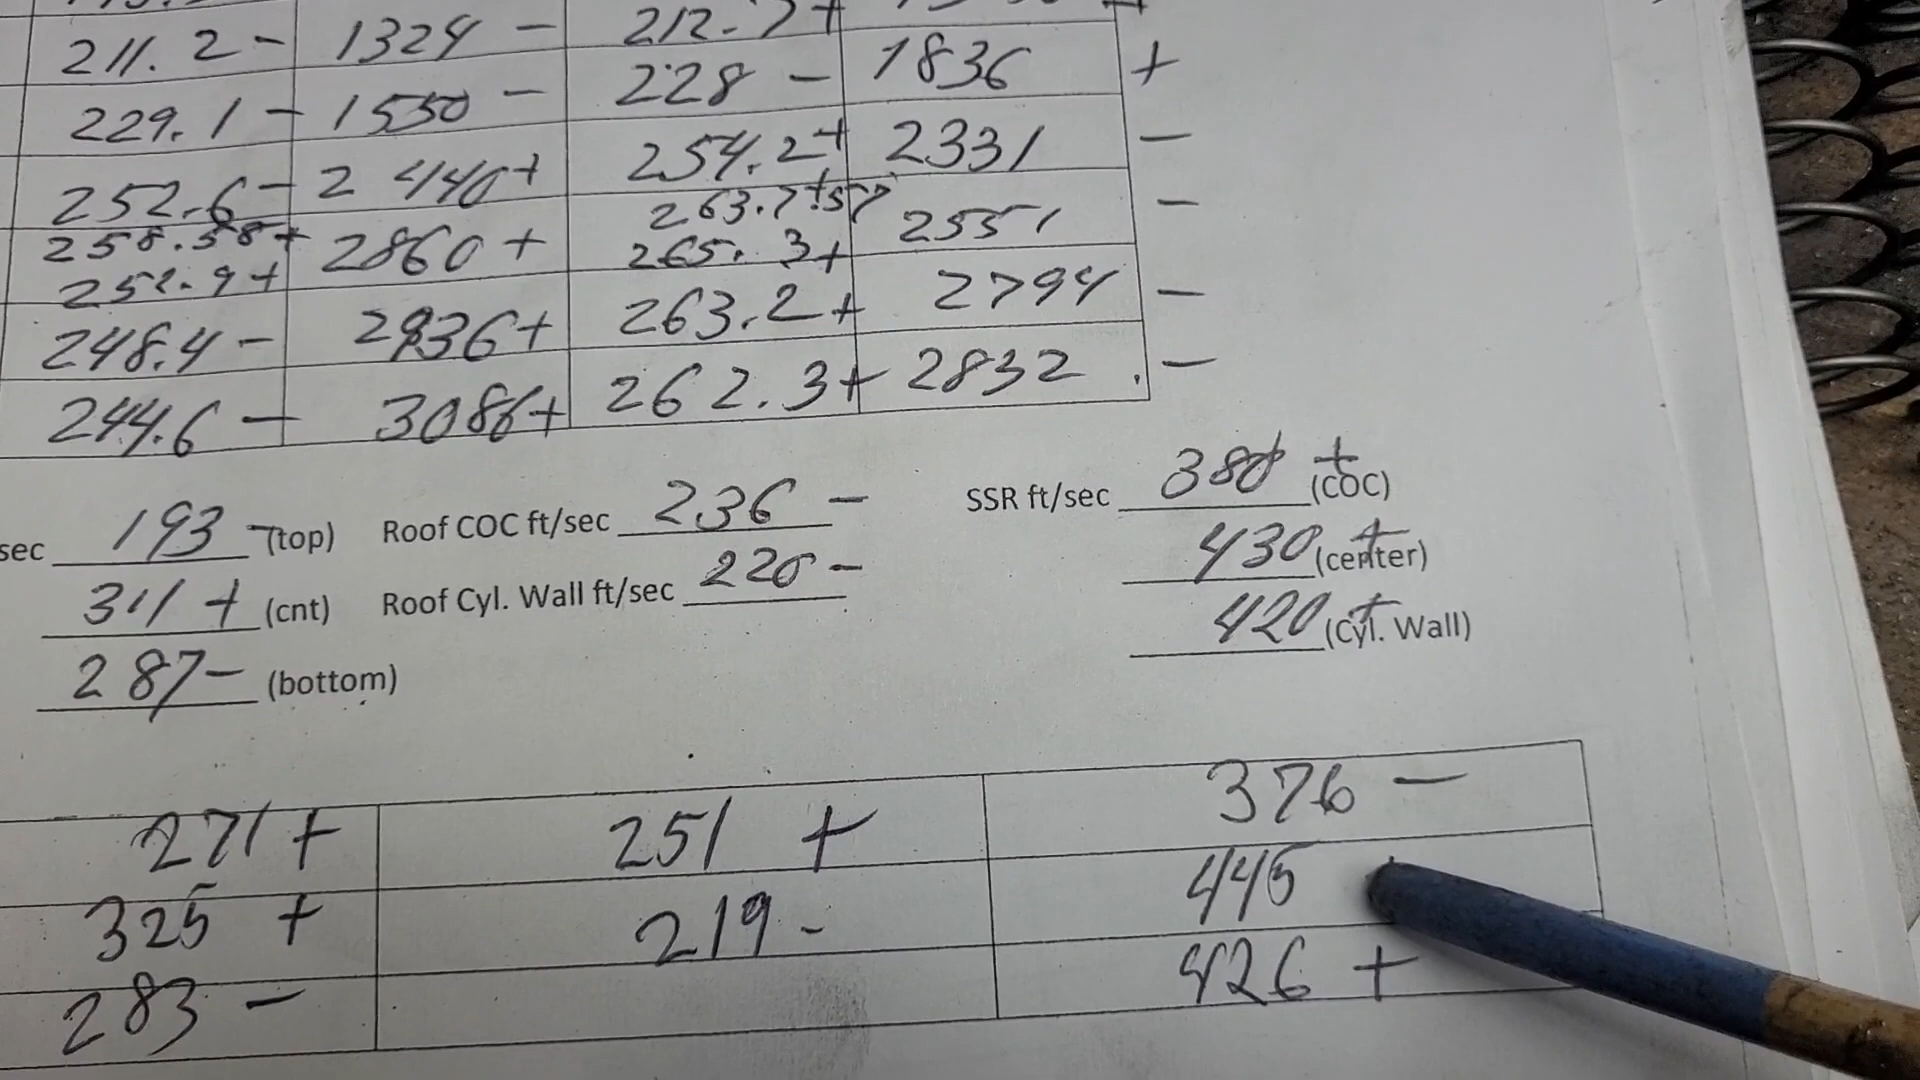 211.2 - 1324 - 212.7+
229.1 - 1550 - 228 - 1836 +
252.6 - 2440+ 254.2+ 2331 -
258.58+ 2860 + 263.7+ 2551 -
252.9+ 265.3+
248.4 - 2936+ 263.2+ 2794 -
244.6 - 3086+ 262.3+ 2832 . -
sec 193 - (top) Roof COC ft/sec 236 - SSR ft/sec 380 + (COC)
311 + (cnt) Roof Cyl. Wall ft/sec 220 - 430 + (center)
287- (bottom) 420 + (Cyl. Wall)
271+ 251 + 376 -
325 + 219 - 445
283 - 426 +